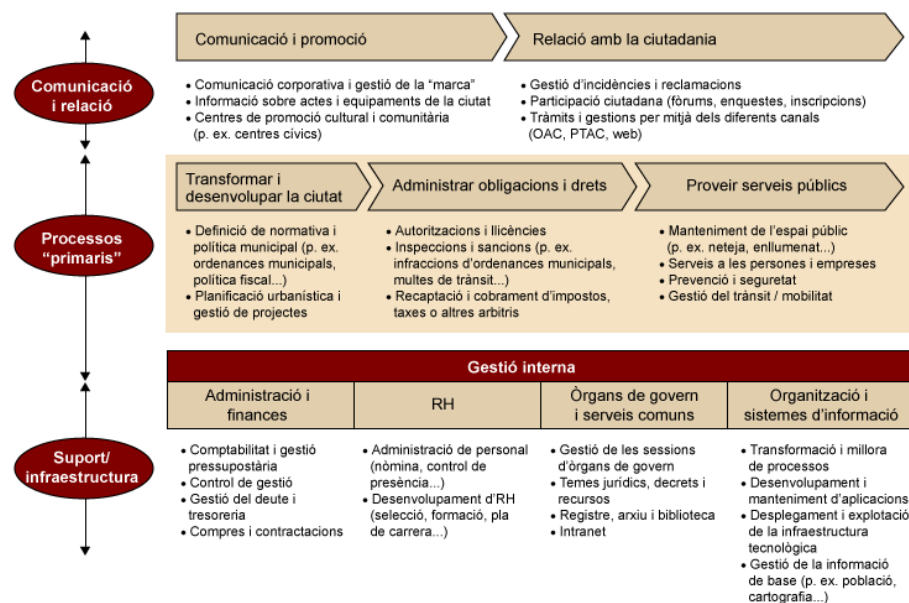 Comunicació i promoció
Relació amb la ciutadania
Comunicació
i relació
• Comunicació corporativa i gestió de la “marca”
• Informació sobre actes i equipaments de la ciutat
• Centres de promoció cultural i comunitària
(p. ex. centres cívics)
• Gestió d’incidències i reclamacions
• Participació ciutadana (fòrums, enquestes, inscripcions)
• Tràmits i gestions per mitjà dels diferents canals
(OAC, PTAC, web)
Transformar i
desenvolupar la ciutat
Administrar obligacions i drets
Proveir serveis públics
Processos
“primaris”
• Definició de normativa i
política municipal (p. ex.
ordenances municipals,
política fiscal...)
• Planificació urbanística i
gestió de projectes
• Autoritzacions i llicències
• Inspeccions i sancions (p. ex.
infraccions d’ordenances municipals,
multes de trànsit...)
• Recaptació i cobrament d’impostos,
taxes o altres arbitris
• Manteniment de l’espai públic
(p. ex. neteja, enllumenat...)
• Serveis a les persones i empreses
• Prevenció i seguretat
• Gestió del trànsit / mobilitat
Gestió interna
Administració i
finances
RH
Òrgans de govern
i serveis comuns
Organització i
sistemes d’informació
Suport/
infraestructura
• Comptabilitat i gestió
pressupostària
• Control de gestió
• Gestió del deute i
tresoreria
• Compres i contractacions
• Administració de personal
(nòmina, control de
presència...)
• Desenvolupament d’RH
(selecció, formació, pla
de carrera...)
• Gestió de les sessions
d’òrgans de govern
• Temes jurídics, decrets i
recursos
• Registre, arxiu i biblioteca
• Intranet
• Transformació i millora
de processos
• Desenvolupament i
manteniment d’aplicacions
• Desplegament i explotació
de la infraestructura
tecnològica
• Gestió de la informació
de base (p. ex. població,
cartografia...)